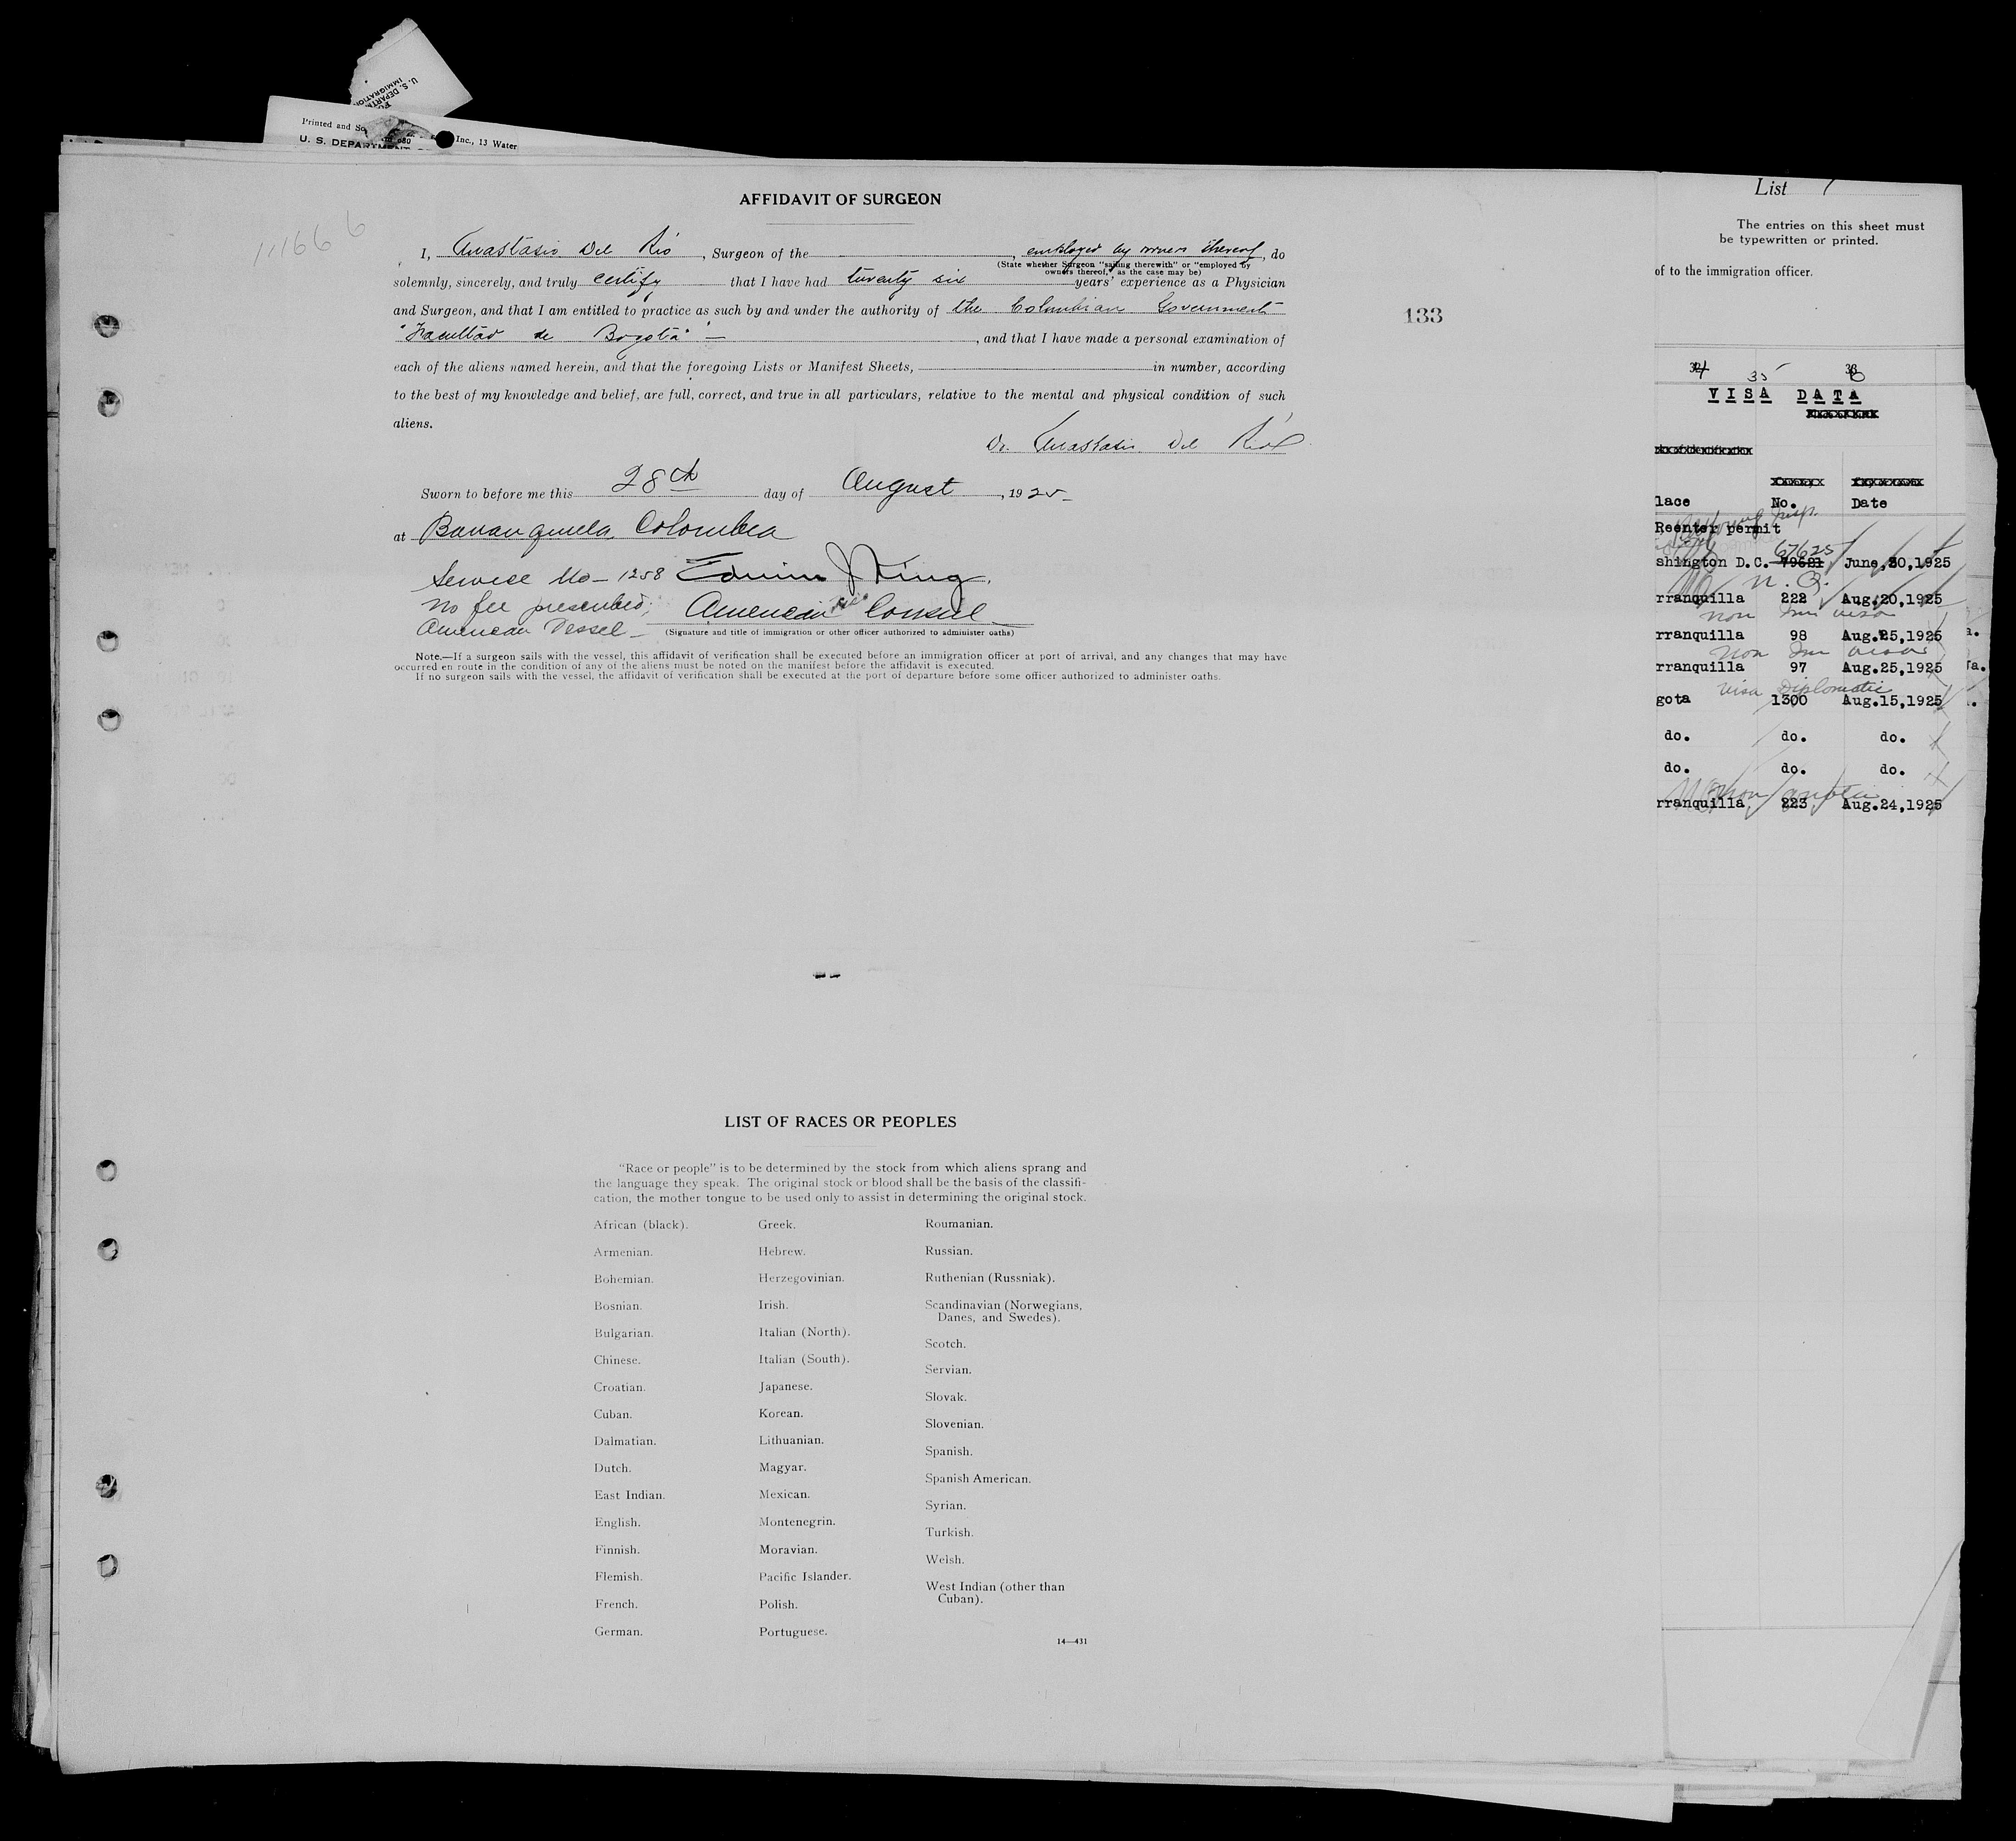 U. S. DEPARTM
IMMIGRATION
Printed and So
Inc., 13 Water
U. S. DEPARTMENT
AFFIDAVIT OF SURGEON
111666
I, Anastasio Del Rio, Surgeon of the , employed by owners thereof, do
(State whether Surgeon "sailing therewith" or "employed by
owners thereof," as the case may be)
solemnly, sincerely, and truly certify that I have had twenty six years' experience as a Physician
and Surgeon, and that I am entitled to practice as such by and under the authority of the Colombian Government
"Facultad de Bogotá" — , and that I have made a personal examination of
each of the aliens named herein, and that the foregoing Lists or Manifest Sheets, in number, according
to the best of my knowledge and belief, are full, correct, and true in all particulars, relative to the mental and physical condition of such
aliens.
Dr. Anastasio Del Rio
Sworn to before me this 28th day of August, 1925
at Barranquilla, Colombia
Service No - 1258 Edwin J King,
No fee prescribed; American Consul
American Vessel — (Signature and title of immigration or other officer authorized to administer oaths)
Note.—If a surgeon sails with the vessel, this affidavit of verification shall be executed before an immigration officer at port of arrival, and any changes that may have
occurred en route in the condition of any of the aliens must be noted on the manifest before the affidavit is executed.
If no surgeon sails with the vessel, the affidavit of verification shall be executed at the port of departure before some officer authorized to administer oaths.
133
LIST OF RACES OR PEOPLES
"Race or people" is to be determined by the stock from which aliens sprang and
the language they speak. The original stock or blood shall be the basis of the classifi-
cation, the mother tongue to be used only to assist in determining the original stock.
African (black).
Armenian.
Bohemian.
Bosnian.
Bulgarian.
Chinese.
Croatian.
Cuban.
Dalmatian.
Dutch.
East Indian.
English.
Finnish.
Flemish.
French.
German.
Greek.
Hebrew.
Herzegovinian.
Irish.
Italian (North).
Italian (South).
Japanese.
Korean.
Lithuanian.
Magyar.
Mexican.
Montenegrin.
Moravian.
Pacific Islander.
Polish.
Portuguese.
Roumanian.
Russian.
Ruthenian (Russniak).
Scandinavian (Norwegians,
Danes, and Swedes).
Scotch.
Servian.
Slovak.
Slovenian.
Spanish.
Spanish American.
Syrian.
Turkish.
Welsh.
West Indian (other than
Cuban).
14—431
List 1
The entries on this sheet must
be typewritten or printed.
of to the immigration officer.
35
VISA DATA
lace No. Date
Reenter permit
67625
shington D.C. 79621 June.30,1925
N. Q.
rranquilla 222 Aug.20,1925
non Im visa
rranquilla 98 Aug.25,1925
non Im visa
rranquilla 97 Aug.25,1925
visa Diplomatic
gota 1300 Aug.15,1925
do. do. do.
do. do. do.
non quota
rranquilla 223 Aug.24,1925